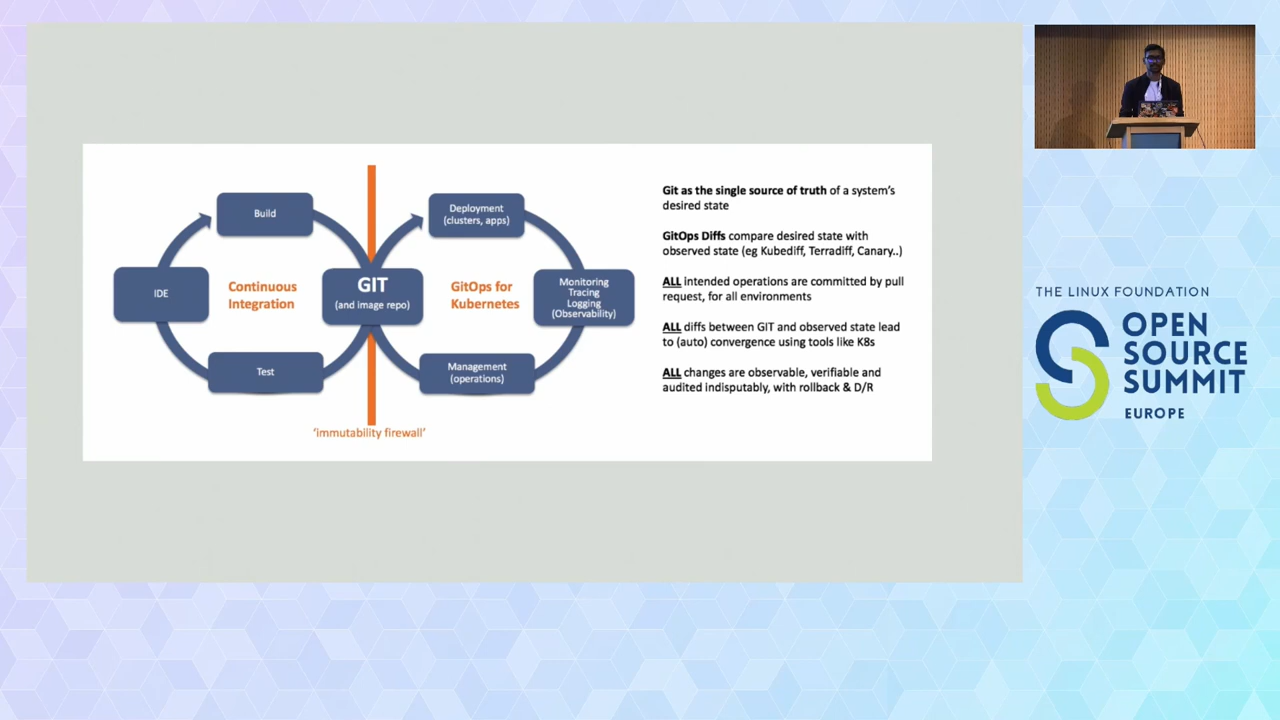 Build
IDE
Continuous
Integration
Test
GIT
(and image repo)
'immutability firewall'
Deployment
(clusters, apps)
GitOps for
Kubernetes
Monitoring
Tracing
Logging
(Observability)
Management
(operations)
Git as the single source of truth of a system's
desired state
GitOps Diffs compare desired state with
observed state (eg Kubediff, Terradiff, Canary..)
ALL intended operations are committed by pull
request, for all environments
ALL diffs between GIT and observed state lead
to (auto) convergence using tools like K8s
ALL changes are observable, verifiable and
audited indisputably, with rollback & D/R
THE LINUX FOUNDATION
OPEN
SOURCE
SUMMIT
EUROPE